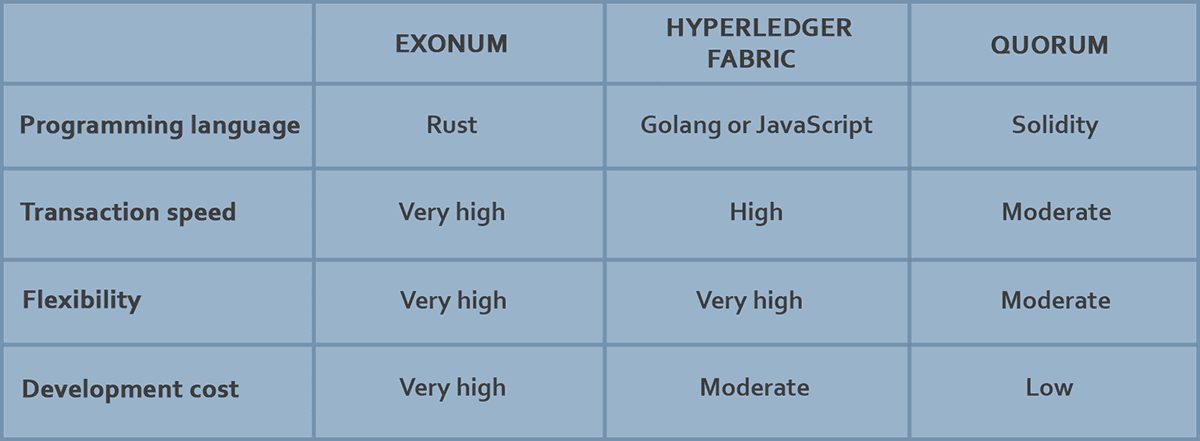 EXONUM
HYPERLEDGER
FABRIC
QUORUM
Programming language
Rust
Golang or JavaScript
Solidity
Transaction speed
Very high
High
Moderate
Flexibility
Very high
Very high
Moderate
Development cost
Very high
Moderate
Low